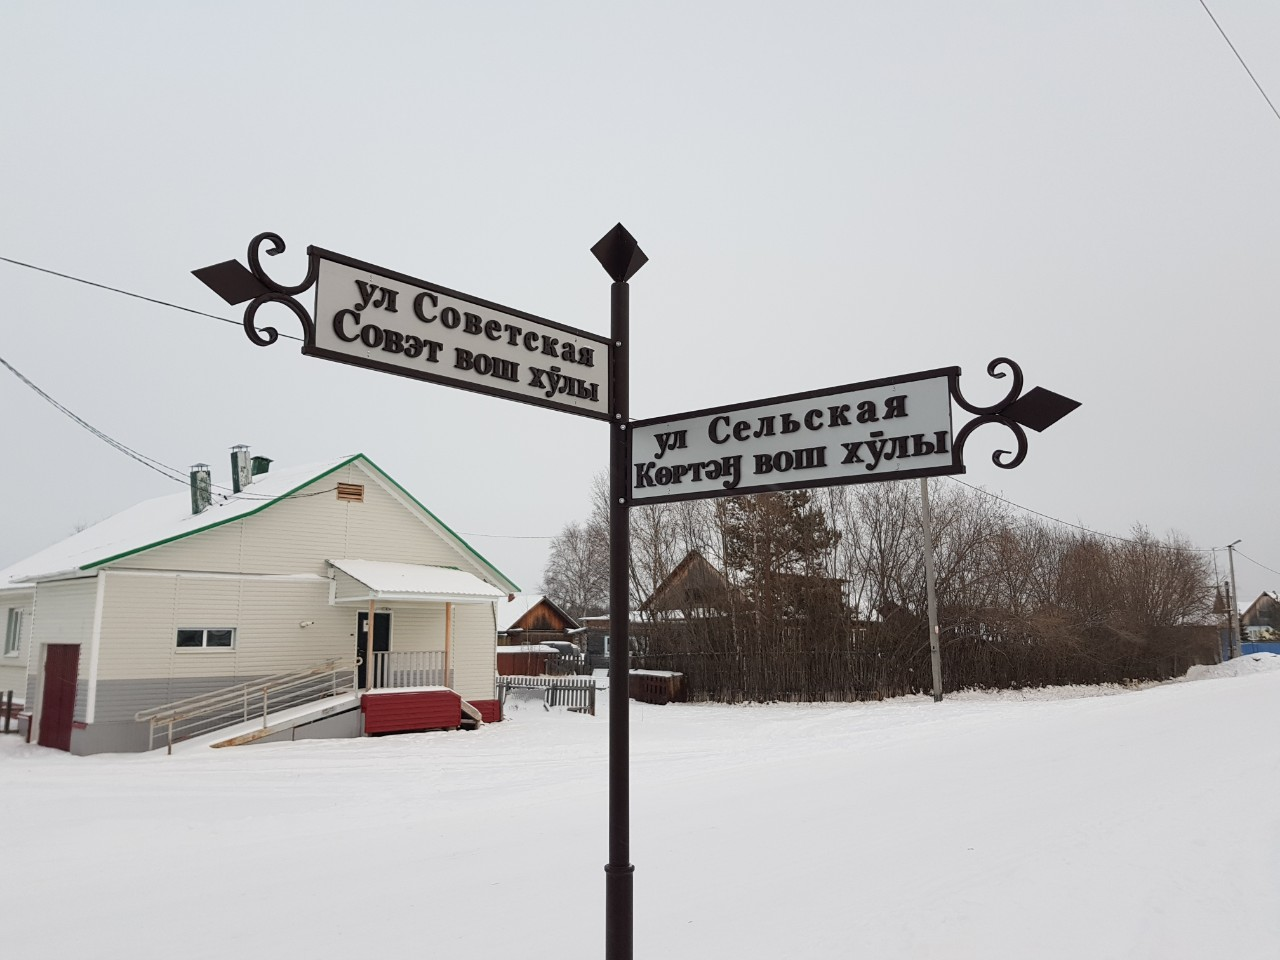 ул Советская
Совэт вош хӯлы
ул Сельская
Көртәӈ вош хӯлы